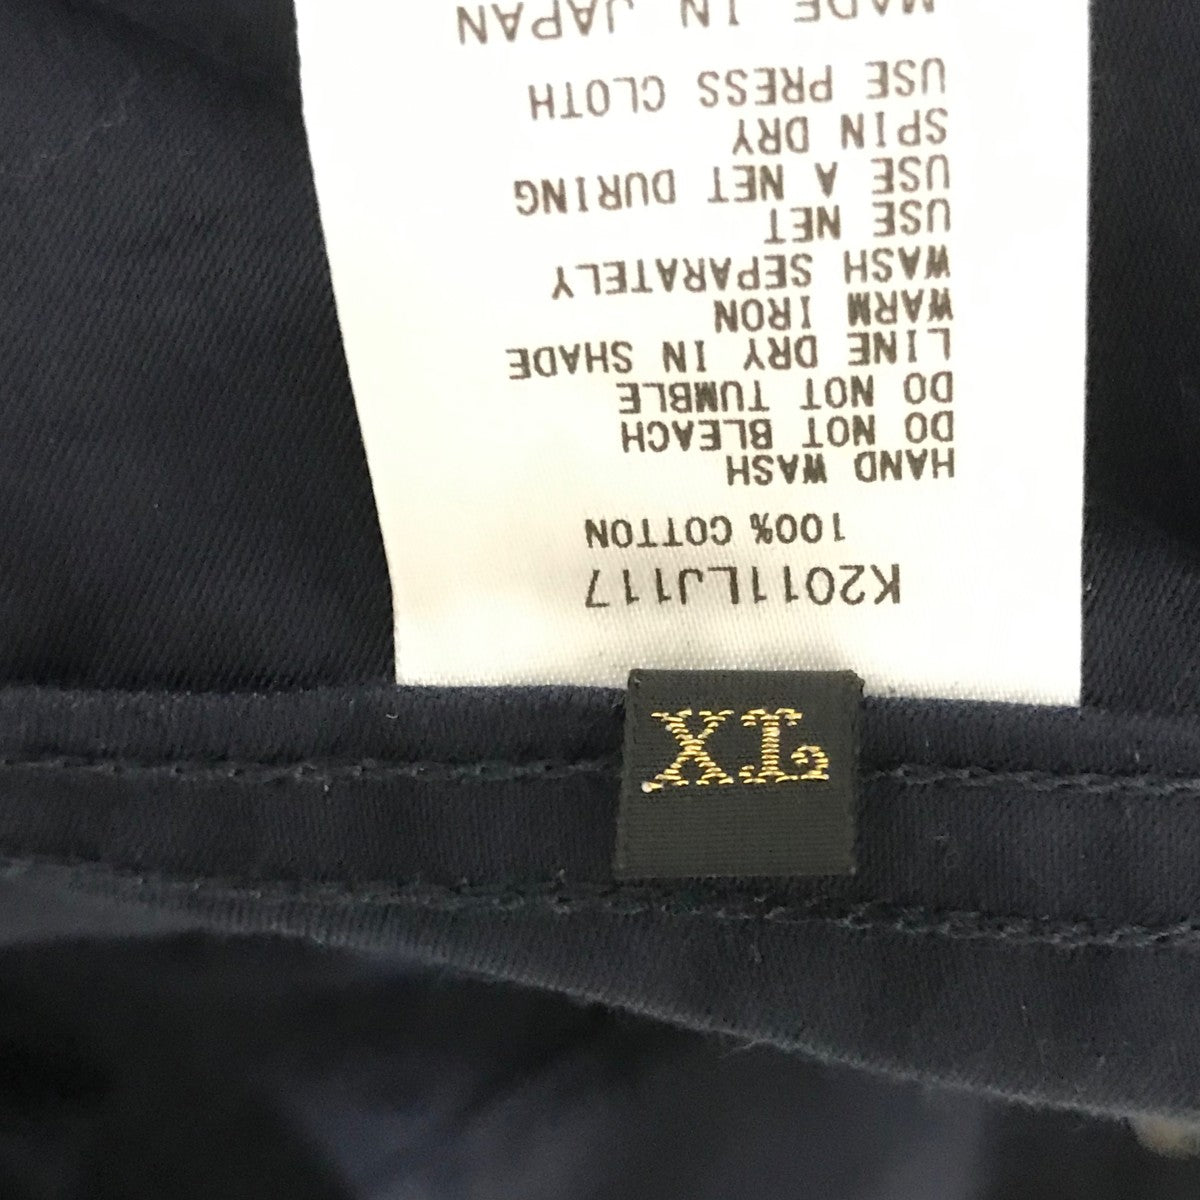 K2011LJ117
100% COTTON
HAND WASH
DO NOT BLEACH
DO NOT TUMBLE
LINE DRY IN SHADE
WARM IRON
WASH SEPARATELY
USE NET
USE A NET DURING
SPIN DRY
USE PRESS CLOTH
MADE IN JAPAN
XL